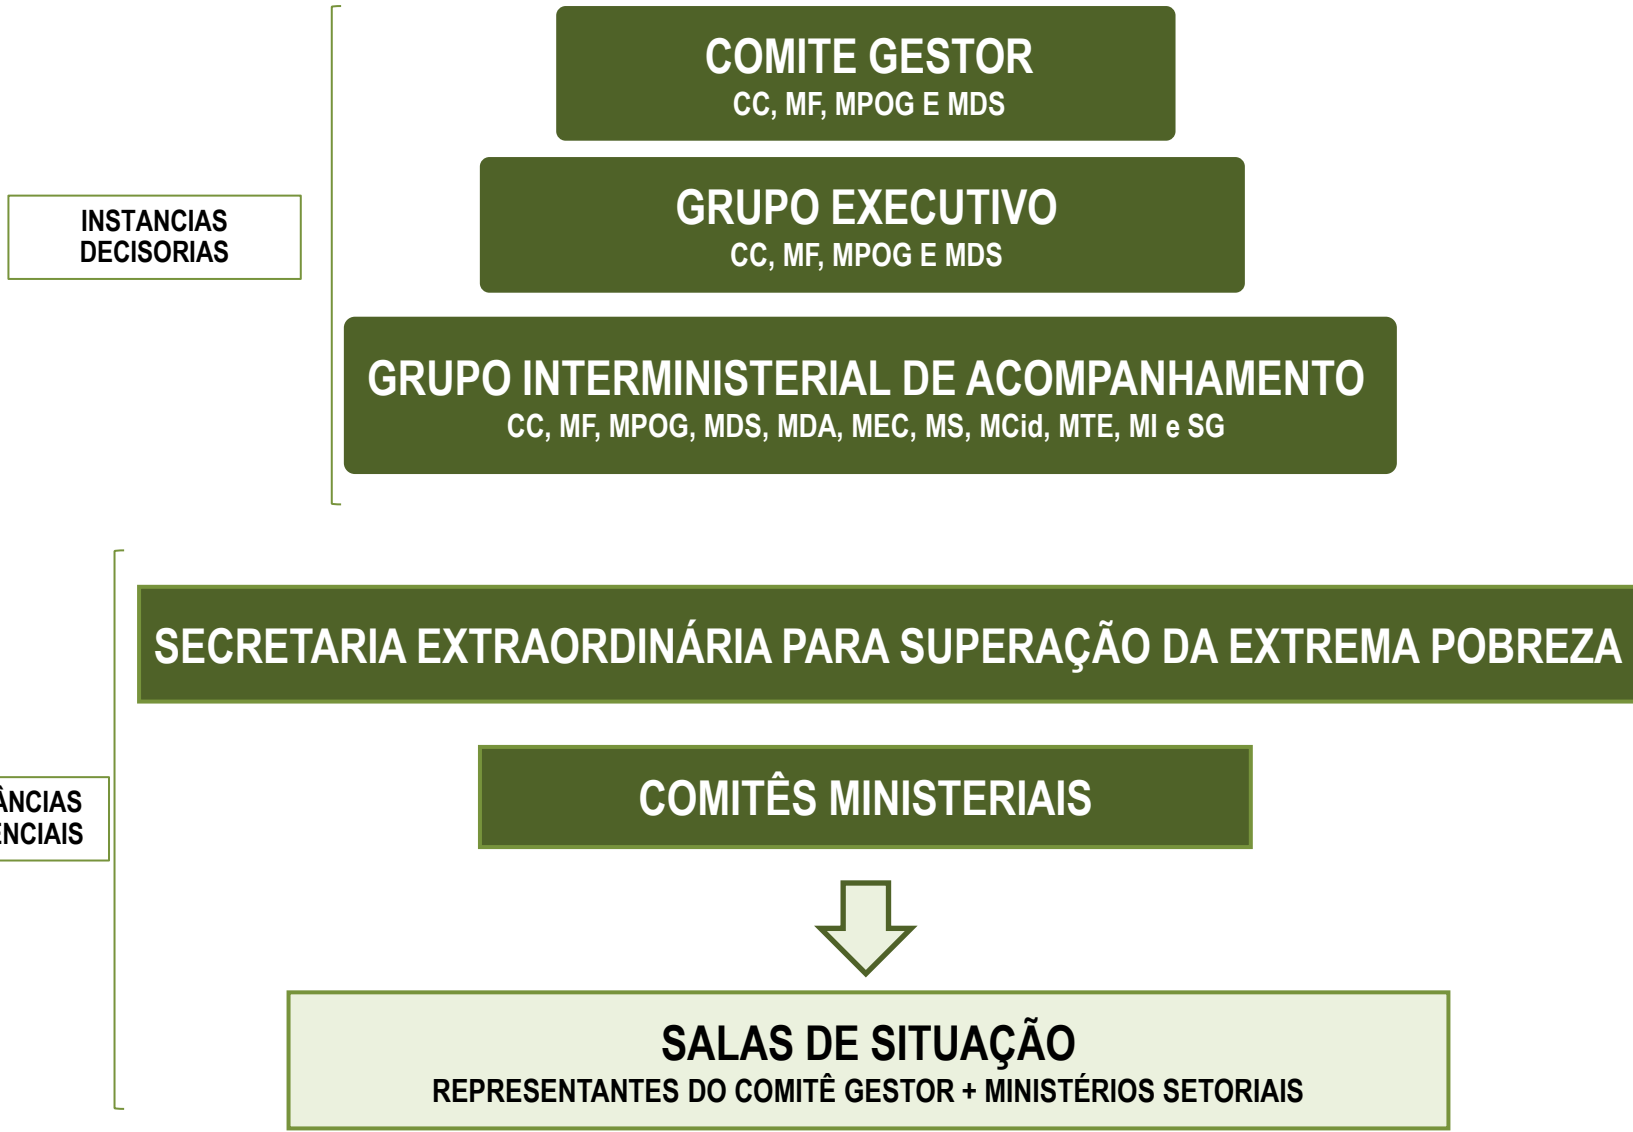 COMITE GESTOR
CC, MF, MPOG E MDS
GRUPO EXECUTIVO
CC, MF, MPOG E MDS
INSTANCIAS
DECISORIAS
GRUPO INTERMINISTERIAL DE ACOMPANHAMENTO
CC, MF, MPOG, MDS, MDA, MEC, MS, MCid, MTE, MI e SG
SECRETARIA EXTRAORDINÁRIA PARA SUPERAÇÃO DA EXTREMA POBREZA
COMITÊS MINISTERIAIS
SALAS DE SITUAÇÃO
REPRESENTANTES DO COMITÊ GESTOR + MINISTÉRIOS SETORIAIS